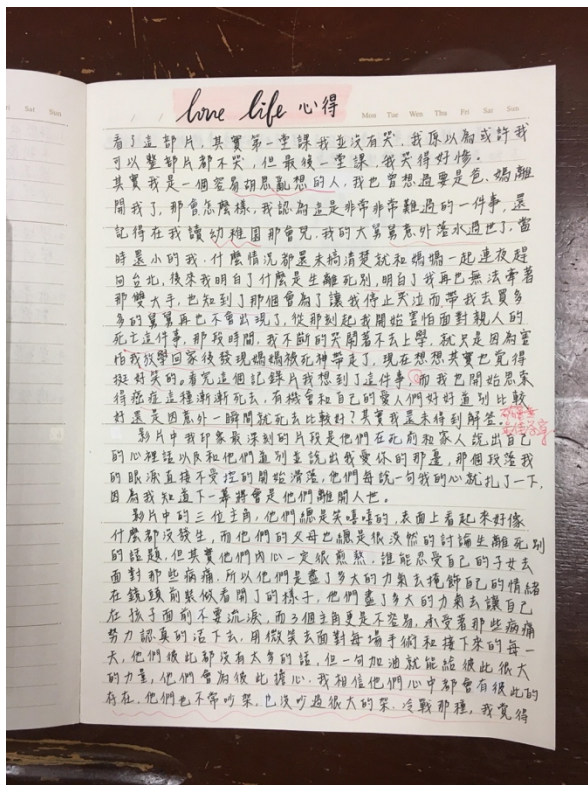 Sat Sun
love life 心得
Mon Tue Wed Thu Fri Sat Sun
看了這部片，其實第一堂課我並沒有哭，我原以為或許我
可以整部片都不哭，但最後一堂課，我哭得好慘。
其實我是一個容易胡思亂想的人，我也曾想過要是爸、媽離
開我了，那會怎麼樣，我認為這是非常非常難過的一件事，還
記得在我讀幼稚園那會兒，我的大舅舅意外落水過世了，當
時還小的我，什麼情況都還未搞清楚就和媽媽一起連夜趕
回台北，後來我明白了什麼是生離死別，明白了我再也無法牽著
那雙大手，也知到了那個會為了讓我停止哭泣而帶我去買多
多的舅舅再也不會出現了，從那刻起我開始害怕面對親人的
死亡這件事，那段時間，我不斷的哭鬧著不去上學，就只是因為害
怕我放學回家後發現媽媽被死神帶走了，現在想想其實也覺得
挺好笑的。看完這個記錄片我想到了這件事，而我也開始思索
得癌症這種漸漸死去，有機會和自己的愛人們好好道別比較
好還是因意外一瞬間就死去比較好？其實我還未得到解答。
影片中我印象最深刻的片段是他們在死前和家人說出自己
的心裡話以及和他們道別並說出我愛你的那邊，那個段落我
的眼淚直接不受控的開始滑落，他們每說一句我的心就扎了一下，
因為我知道下一幕將會是他們離開人世。
影片中的三位主角，他們總是笑嘻嘻的，表面上看起來好像
什麼都沒發生，而他們的父母也總是很淡然的討論生離死別
的話題，但其實他們內心一定很煎熬，誰能忍受自己的子女去
面對那些病痛，所以他們是盡了多大的力氣去掩飾自己的情緒
在鏡頭前裝做看開了的樣子，他們盡了多大的力氣去讓自己
在孩子面前不要流淚，而3個主角更是不容易，承受著那些病痛
努力認真的活下去，用微笑去面對每場手術和接下來的每一
天，他們彼此都沒有太多的話，但一句加油就能給彼此很大
的力量，他們會為彼此擔心，我相信他們心中都會有彼此的
存在，他們也不常吵架，也沒吵過很大的架、冷戰那種，我覺得